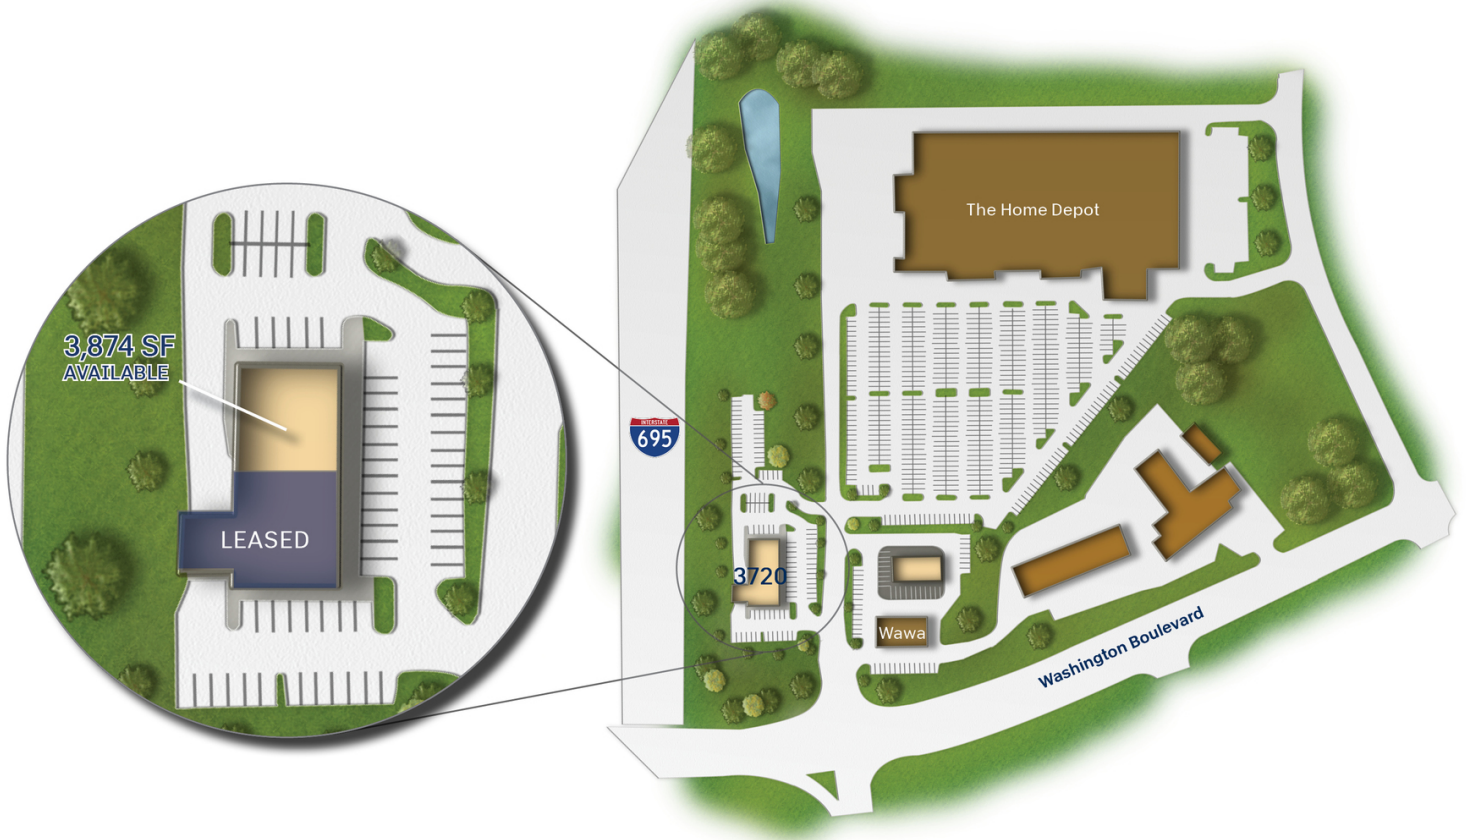 The Home Depot
3,874 SF
AVAILABLE
INTERSTATE
695
LEASED
3720
Wawa
Washington Boulevard